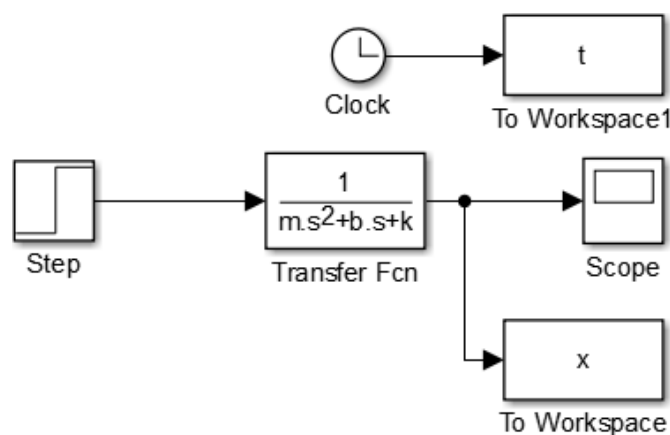 t
Clock
To Workspace1
1
m.s2+b.s+k
Step
Transfer Fcn
Scope
x
To Workspace